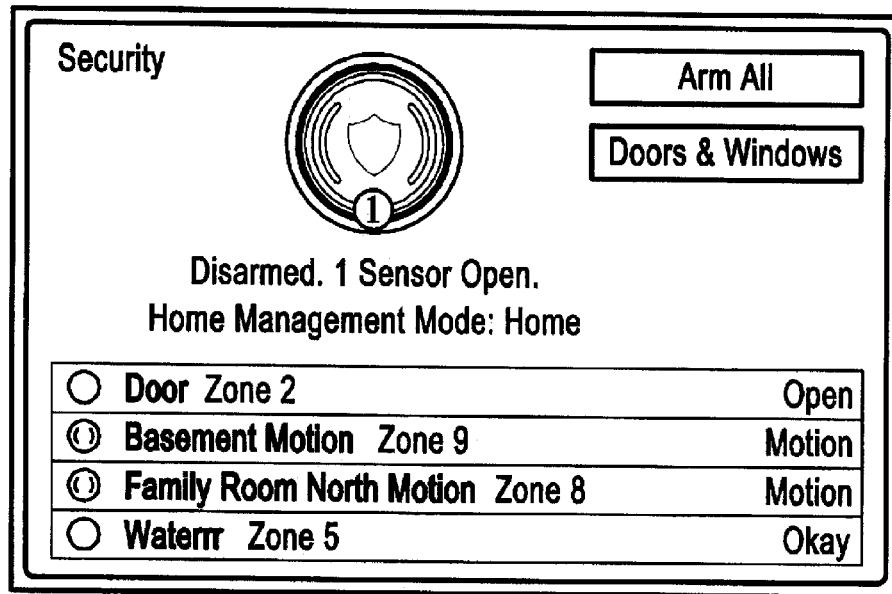 Security
Arm All
Doors & Windows
1
Disarmed. 1 Sensor Open.
Home Management Mode: Home
Door Zone 2 Open
Basement Motion Zone 9 Motion
Family Room North Motion Zone 8 Motion
Waterrr Zone 5 Okay